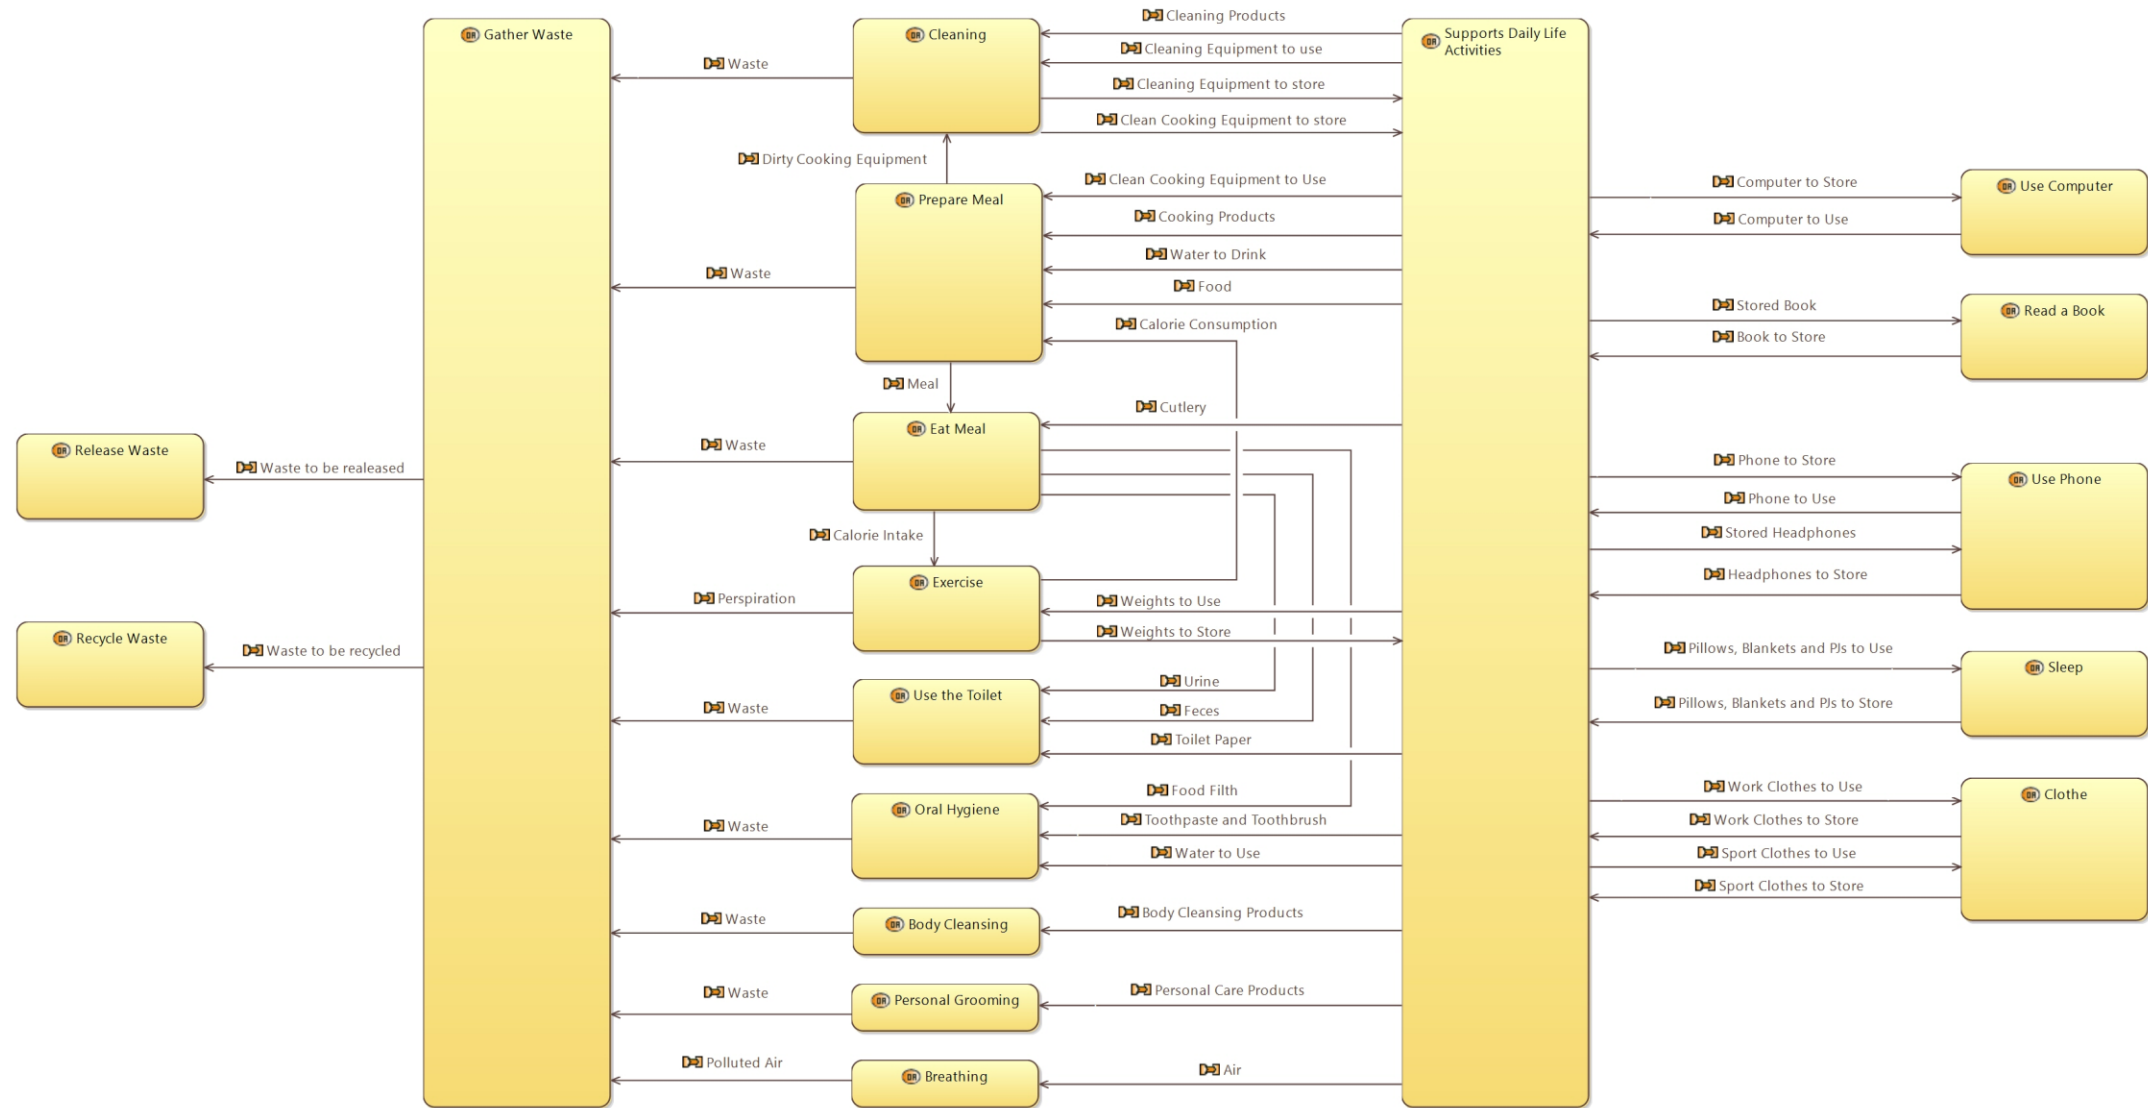 Gather Waste
Cleaning
Cleaning Products
Supports Daily Life
Activities
Cleaning Equipment to use
Waste
Cleaning Equipment to store
Clean Cooking Equipment to store
Dirty Cooking Equipment
Prepare Meal
Clean Cooking Equipment to Use
Cooking Products
Water to Drink
Waste
Food
Calorie Consumption
Meal
Cutlery
Eat Meal
Waste
Calorie Intake
Exercise
Perspiration
Weights to Use
Weights to Store
Use the Toilet
Urine
Waste
Feces
Toilet Paper
Food Filth
Oral Hygiene
Toothpaste and Toothbrush
Waste
Water to Use
Body Cleansing
Waste
Body Cleansing Products
Personal Grooming
Waste
Personal Care Products
Polluted Air
Breathing
Air
Release Waste
Waste to be realeased
Recycle Waste
Waste to be recycled
Computer to Store
Use Computer
Computer to Use
Stored Book
Read a Book
Book to Store
Phone to Store
Use Phone
Phone to Use
Stored Headphones
Headphones to Store
Pillows, Blankets and PJs to Use
Sleep
Pillows, Blankets and PJs to Store
Work Clothes to Use
Clothe
Work Clothes to Store
Sport Clothes to Use
Sport Clothes to Store